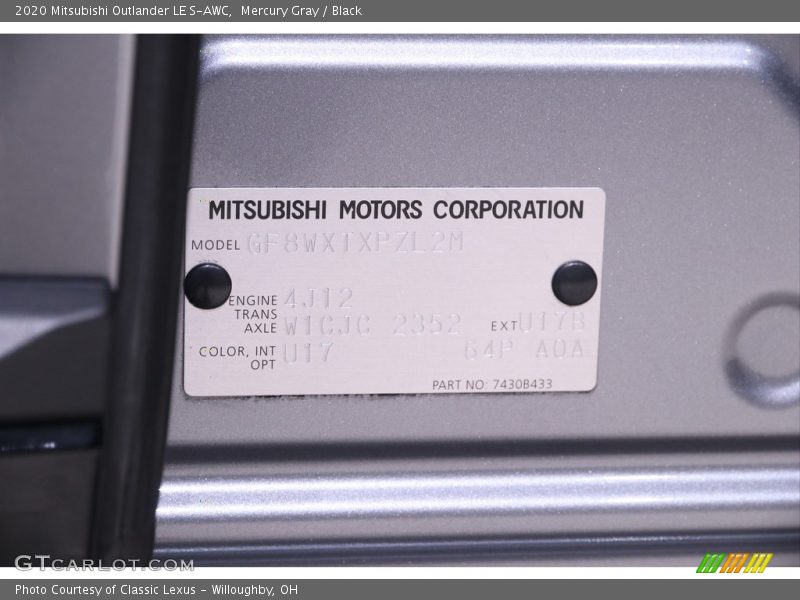 2020 Mitsubishi Outlander LE S-AWC,  Mercury Gray / Black
MITSUBISHI MOTORS CORPORATION
MODEL GF8WXTXPZL2M
ENGINE 4J12
TRANS
AXLE W1CJC 2352 EXT U17B
COLOR, INT U17 64P A0A
OPT
PART NO: 7430B433
GTCARLOT.COM
Photo Courtesy of Classic Lexus - Willoughby, OH